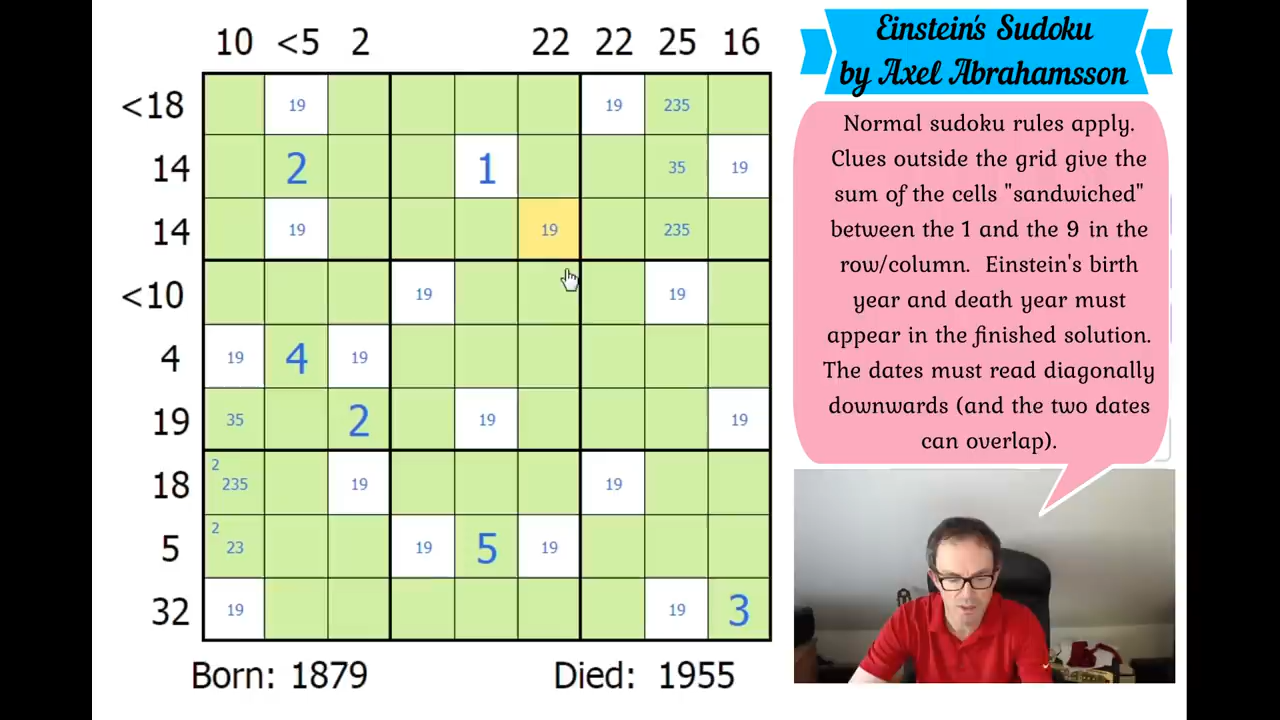 Einstein's Sudoku
by Axel Abrahamsson
Normal sudoku rules apply.
Clues outside the grid give the
sum of the cells "sandwiched"
between the 1 and the 9 in the
row/column. Einstein's birth
year and death year must
appear in the finished solution.
The dates must read diagonally
downwards (and the two dates
can overlap).
10 <5 2 22 22 25 16
<18 19 19 235
14 2 1 35 19
14 19 19 235
<10 19 19
4 19 4 19
19 35 2 19 19
18 2 235 19 19
5 2 23 19 5 19
32 19 19 3
Born: 1879 Died: 1955